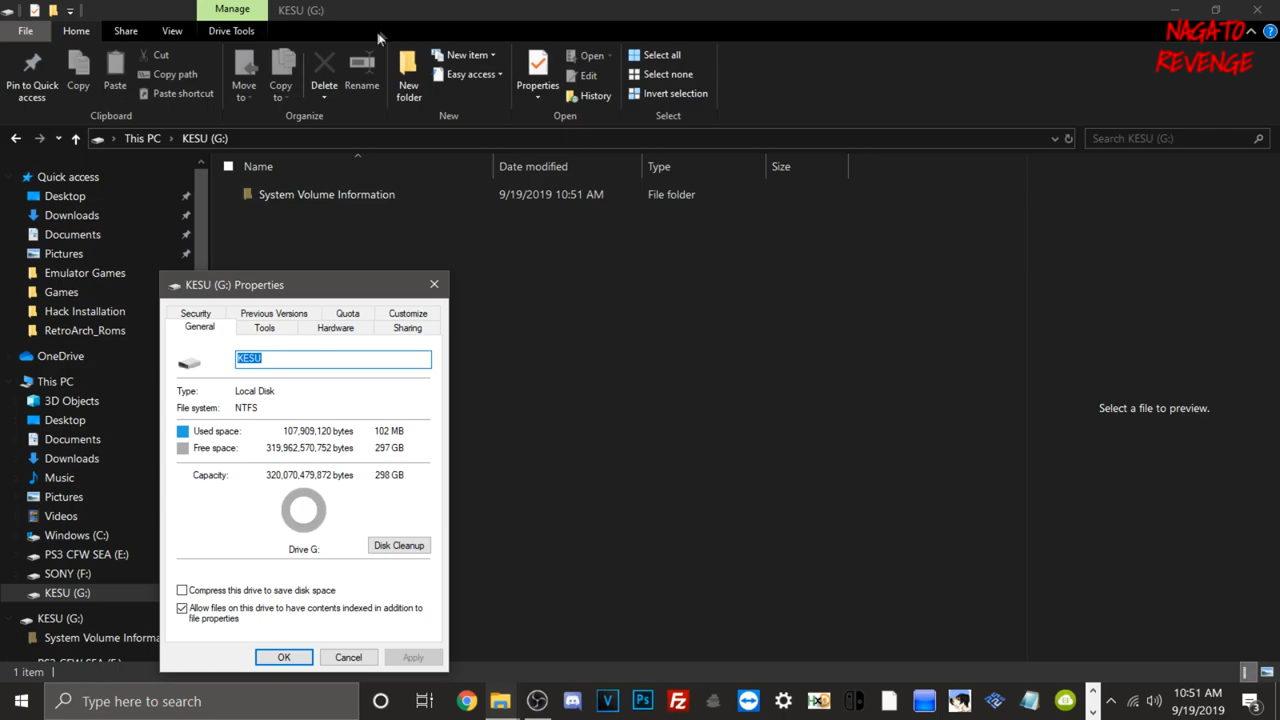 Manage
KESU (G:)
File
Home
Share
View
Drive Tools
NAGATO
REVENGE
Pin to Quick access
Copy
Paste
Cut
Copy path
Paste shortcut
Move to
Copy to
Delete
Rename
New folder
New item
Easy access
Properties
Open
Edit
History
Select all
Select none
Invert selection
Clipboard
Organize
New
Open
Select
This PC
KESU (G:)
Search KESU (G:)
Name
Date modified
Type
Size
System Volume Information
9/19/2019 10:51 AM
File folder
Quick access
Desktop
Downloads
Documents
Pictures
Emulator Games
Games
Hack Installation
RetroArch_Roms
OneDrive
This PC
3D Objects
Desktop
Documents
Downloads
Music
Pictures
Videos
Windows (C:)
PS3 CFW SEA (E:)
SONY (F:)
KESU (G:)
KESU (G:)
System Volume Informa
PS3 CFW SEA (E:)
KESU (G:) Properties
Security
Previous Versions
Quota
Customize
General
Tools
Hardware
Sharing
KESU
Type: Local Disk
File system: NTFS
Used space: 107,909,120 bytes 102 MB
Free space: 319,962,570,752 bytes 297 GB
Capacity: 320,070,479,872 bytes 298 GB
Drive G:
Disk Cleanup
Compress this drive to save disk space
Allow files on this drive to have contents indexed in addition to
file properties
OK
Cancel
Apply
Select a file to preview.
1 item
Type here to search
10:51 AM
9/19/2019
3